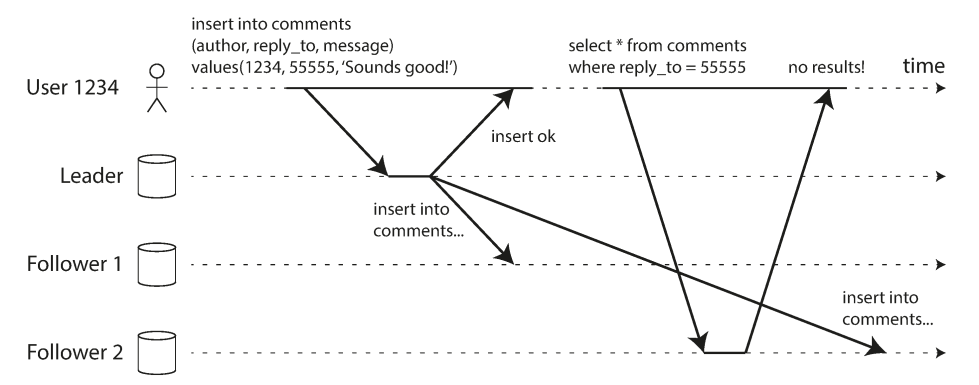 insert into comments
(author, reply_to, message)
values(1234, 55555, ‘Sounds good!’)
select * from comments
where reply_to = 55555
no results!
time
User 1234
insert ok
Leader
insert into
comments...
Follower 1
insert into
comments...
Follower 2